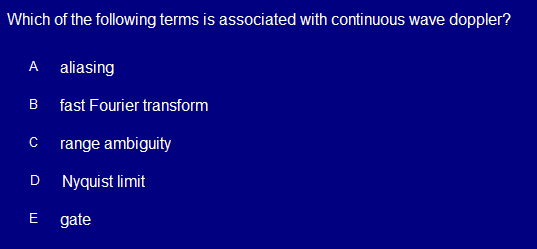 Which of the following terms is associated with continuous wave doppler?
A aliasing
B fast Fourier transform
C range ambiguity
D Nyquist limit
E gate